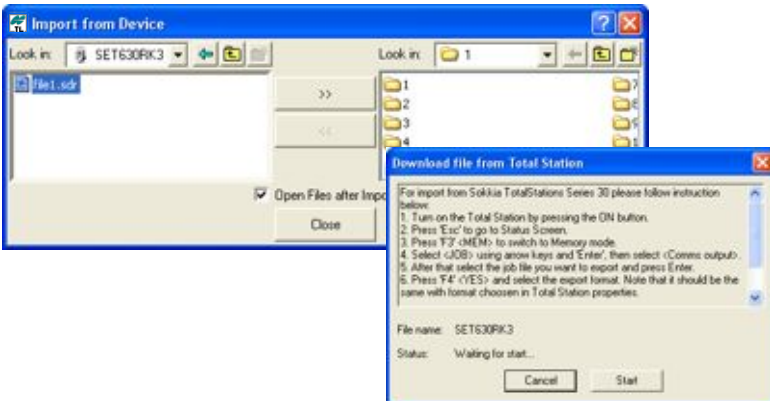 Import from Device
Look in: SET630RK3
Look in: 1
file1.sdr
>>
<<
1
2
3
4
7
8
9
1
Open Files after Impo
Close
Download file from Total Station
For import from Sokkia TotalStations Series 30 please follow instruction
below:
1. Turn on the Total Station by pressing the ON button.
2. Press 'Esc' to go to Status Screen.
3. Press 'F3' <MEM> to switch to Memory mode.
4. Select <JOB> using arrow keys and 'Enter', then select <Comms output>.
5. After that select the job file you want to export and press Enter.
6. Press 'F4' <YES> and select the export format. Note that it should be the
same with format choosen in Total Station properties.
File name: SET630RK3
Status: Waiting for start...
Cancel
Start